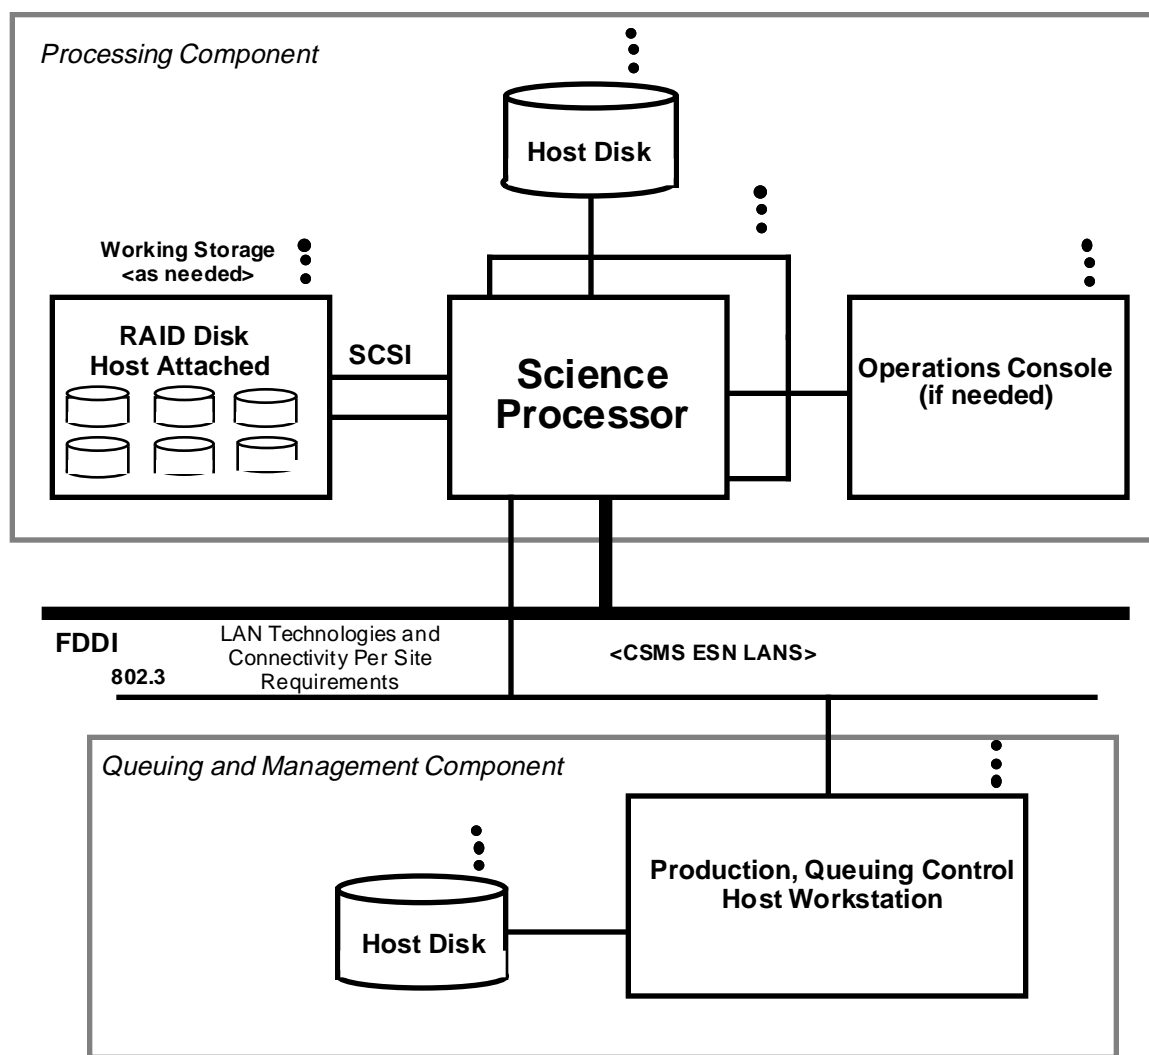 Processing Component
Host Disk
Working Storage
<as needed>
RAID Disk
Host Attached
SCSI
Science
Processor
Operations Console
(if needed)
FDDI
802.3
LAN Technologies and
Connectivity Per Site
Requirements
<CSMS ESN LANS>
Queuing and Management Component
Production, Queuing Control
Host Workstation
Host Disk